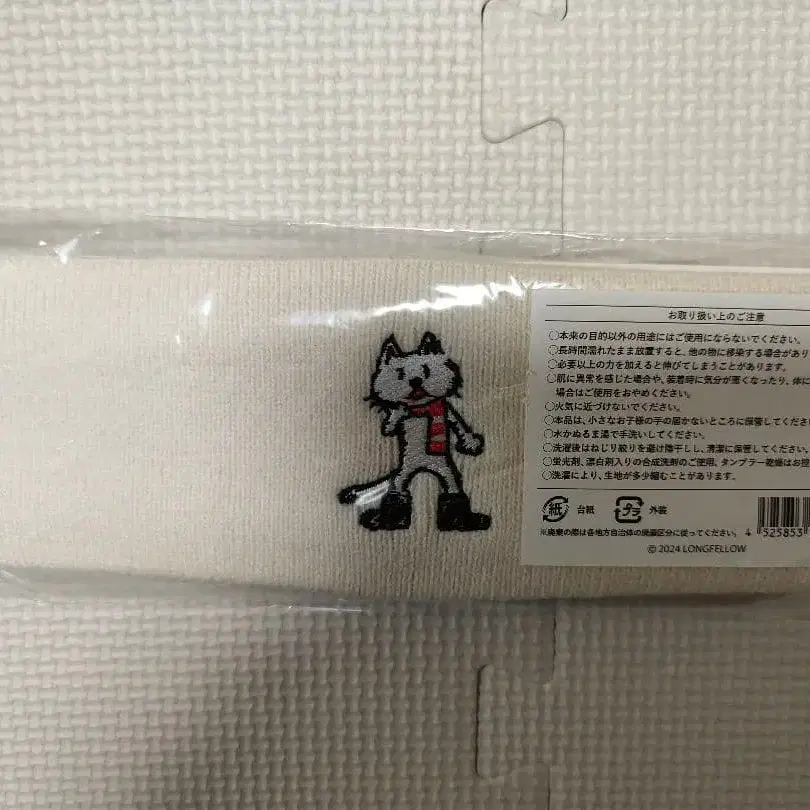 お取り扱い上のご注意
○本来の目的以外の用途にはご使用にならないでください。
○長時間濡れたまま放置すると、他の物に移染する場合があり
○必要以上の力を加えると伸びてしまうことがあります。
○肌に異常を感じた場合や、装着時に気分が悪くなったり、体に
場合はご使用をおやめください。
○火気に近づけないでください。
○本品は、小さなお子様の手の届かないところに保管してください
○水かぬるま湯で手洗いしてください。
○洗濯後はねじり絞りを避け陰干しし、清潔に保管してください。
○蛍光剤、漂白剤入りの合成洗剤のご使用、タンブラー乾燥はお控
○洗濯により、生地が多少縮むことがあります。
紙 台紙 プラ 外装
※廃棄の際は各地方自治体の廃棄区分に従ってください。
4 525853
© 2024 LONGFELLOW